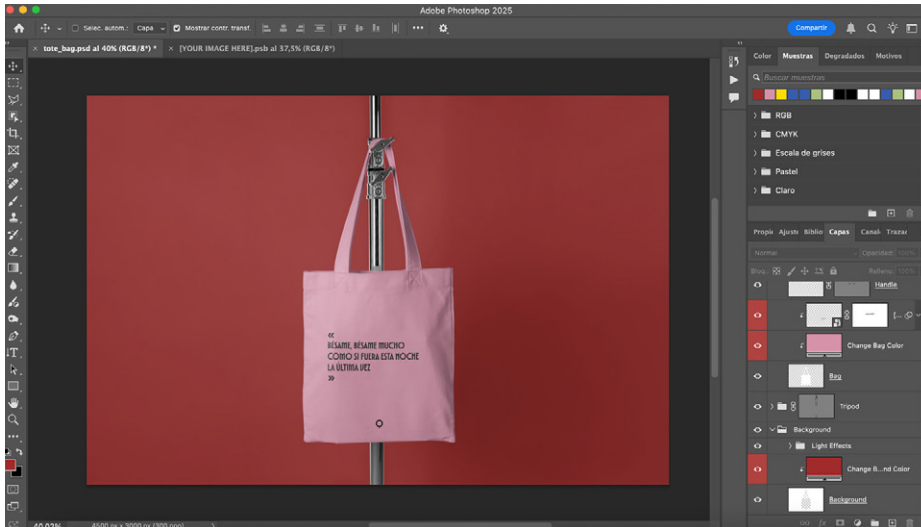 Adobe Photoshop 2025
Selec. autom.: Capa Mostrar contr. transf. Compartir
× tote_bag.psd al 40% (RGB/8*) * × [YOUR IMAGE HERE].psb al 37,5% (RGB/8*)
Color Muestras Degradados Motivos
Buscar muestras
RGB
CMYK
Escala de grises
Pastel
Claro
Propie Ajusta Biblio Capas Canal Trazar
Normal Opacidad: 100%
Bloq.: Relleno: 100%
Handle
Change Bag Color
Bag
Tripod
Background
Light Effects
Change B...nd Color
Background
«
BÉSAME, BÉSAME MUCHO
COMO SI FUERA ESTA NOCHE
LA ÚLTIMA VEZ
»
40,02% 4500 px x 3000 px (300 ppp)